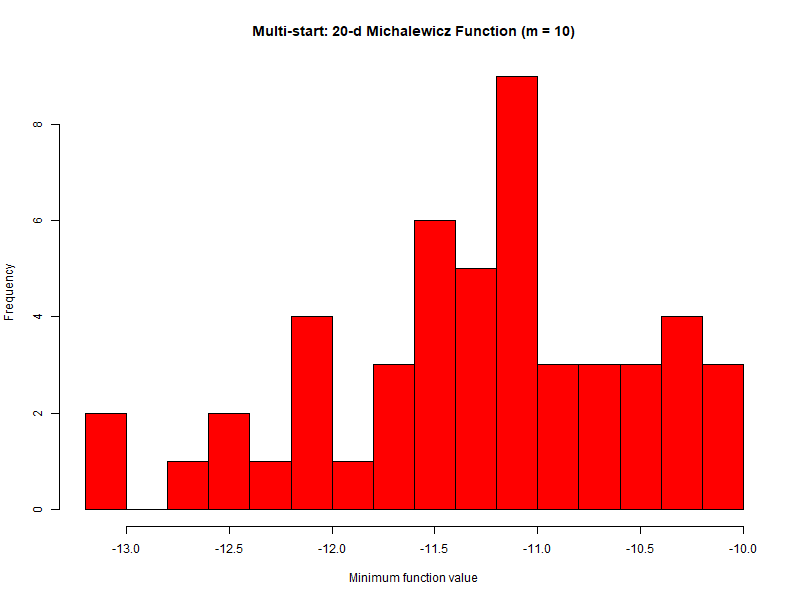 Multi-start: 20-d Michalewicz Function (m = 10)
Frequency
8
6
4
2
0
-13.0 -12.5 -12.0 -11.5 -11.0 -10.5 -10.0
Minimum function value